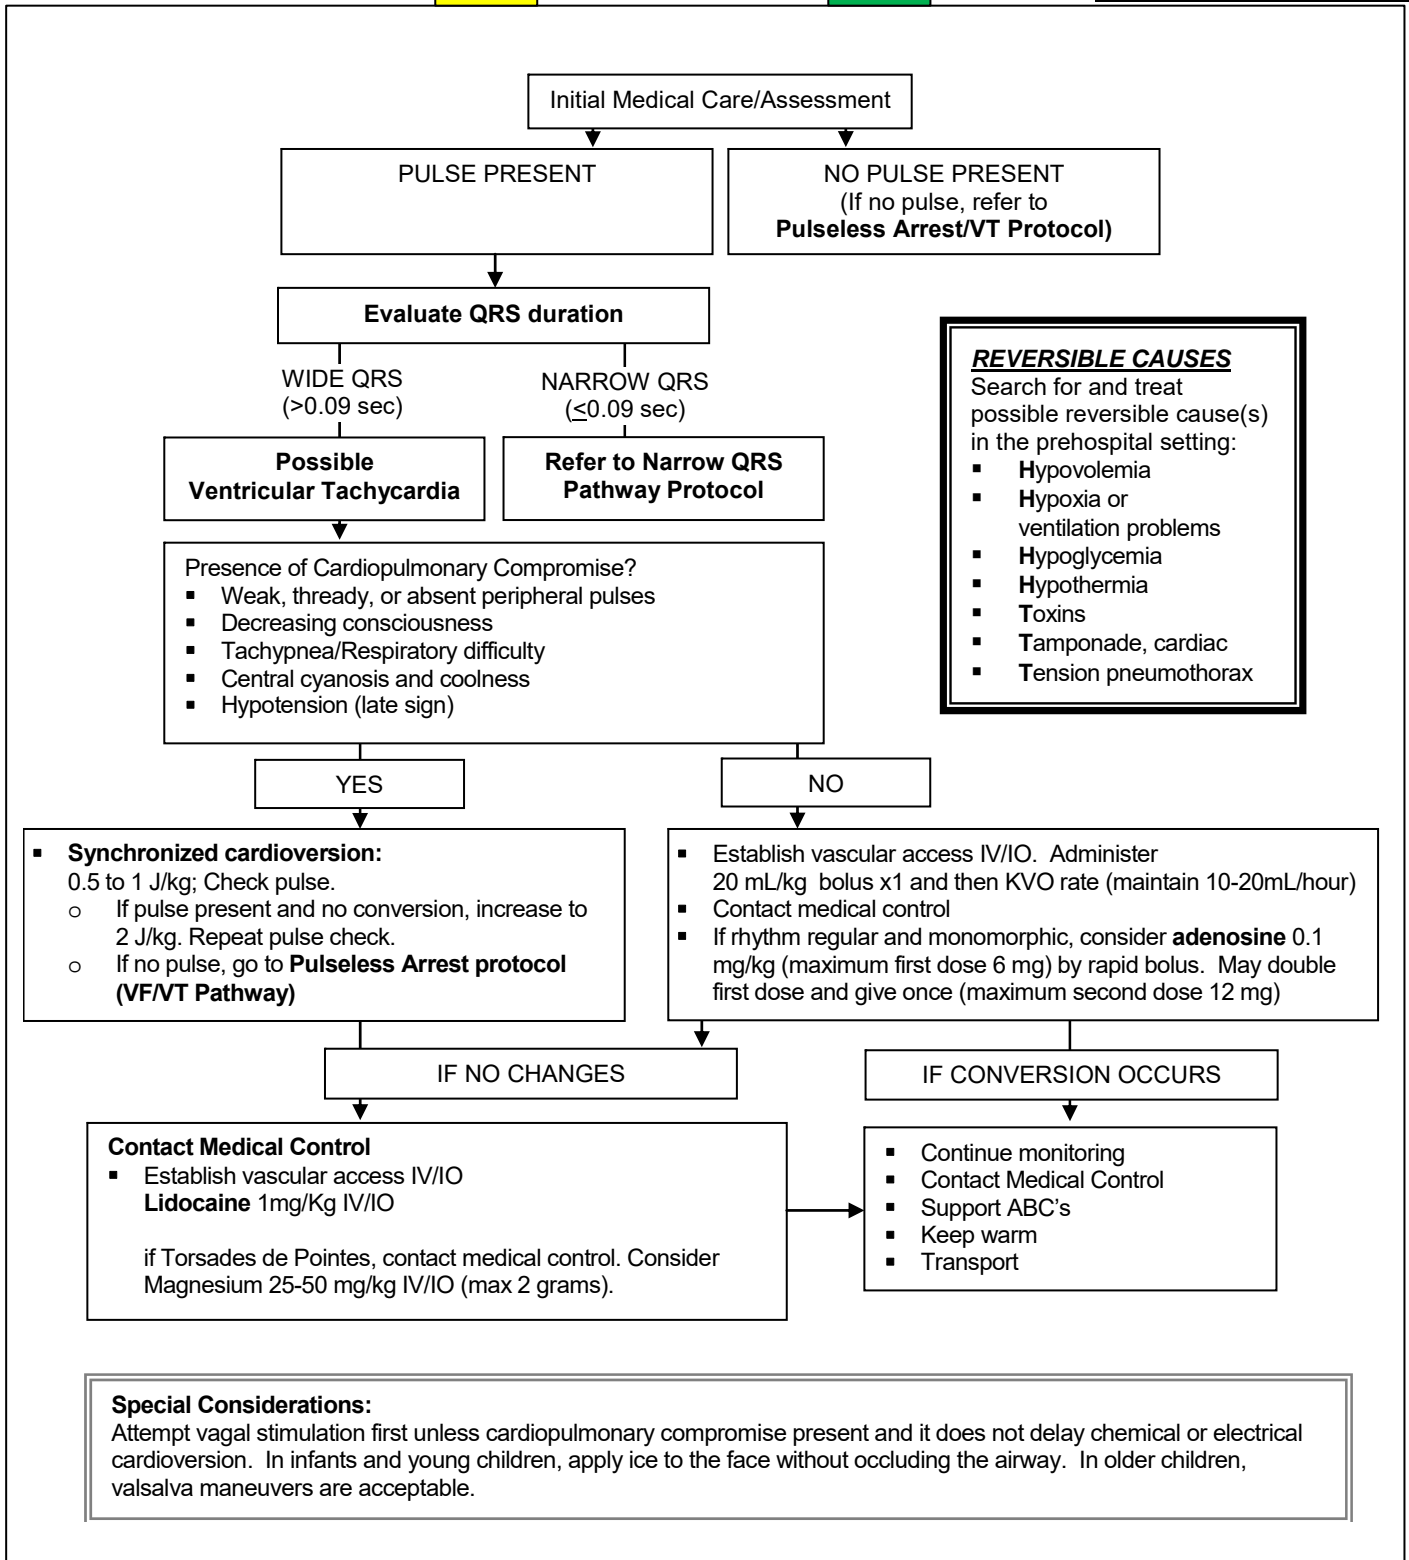 Initial Medical Care/Assessment
PULSE PRESENT
NO PULSE PRESENT
(If no pulse, refer to
Pulseless Arrest/VT Protocol)
Evaluate QRS duration
WIDE QRS
(>0.09 sec)
NARROW QRS
(≤0.09 sec)
Possible
Ventricular Tachycardia
Refer to Narrow QRS
Pathway Protocol
REVERSIBLE CAUSES
Search for and treat
possible reversible cause(s)
in the prehospital setting:
▪ Hypovolemia
▪ Hypoxia or
ventilation problems
▪ Hypoglycemia
▪ Hypothermia
▪ Toxins
▪ Tamponade, cardiac
▪ Tension pneumothorax
Presence of Cardiopulmonary Compromise?
▪ Weak, thready, or absent peripheral pulses
▪ Decreasing consciousness
▪ Tachypnea/Respiratory difficulty
▪ Central cyanosis and coolness
▪ Hypotension (late sign)
YES
NO
▪ Synchronized cardioversion:
0.5 to 1 J/kg; Check pulse.
o If pulse present and no conversion, increase to
2 J/kg. Repeat pulse check.
o If no pulse, go to Pulseless Arrest protocol
(VF/VT Pathway)
▪ Establish vascular access IV/IO. Administer
20 mL/kg bolus x1 and then KVO rate (maintain 10-20mL/hour)
▪ Contact medical control
▪ If rhythm regular and monomorphic, consider adenosine 0.1
mg/kg (maximum first dose 6 mg) by rapid bolus. May double
first dose and give once (maximum second dose 12 mg)
IF NO CHANGES
IF CONVERSION OCCURS
Contact Medical Control
▪ Establish vascular access IV/IO
Lidocaine 1mg/Kg IV/IO
if Torsades de Pointes, contact medical control. Consider
Magnesium 25-50 mg/kg IV/IO (max 2 grams).
▪ Continue monitoring
▪ Contact Medical Control
▪ Support ABC's
▪ Keep warm
▪ Transport
Special Considerations:
Attempt vagal stimulation first unless cardiopulmonary compromise present and it does not delay chemical or electrical
cardioversion. In infants and young children, apply ice to the face without occluding the airway. In older children,
valsalva maneuvers are acceptable.